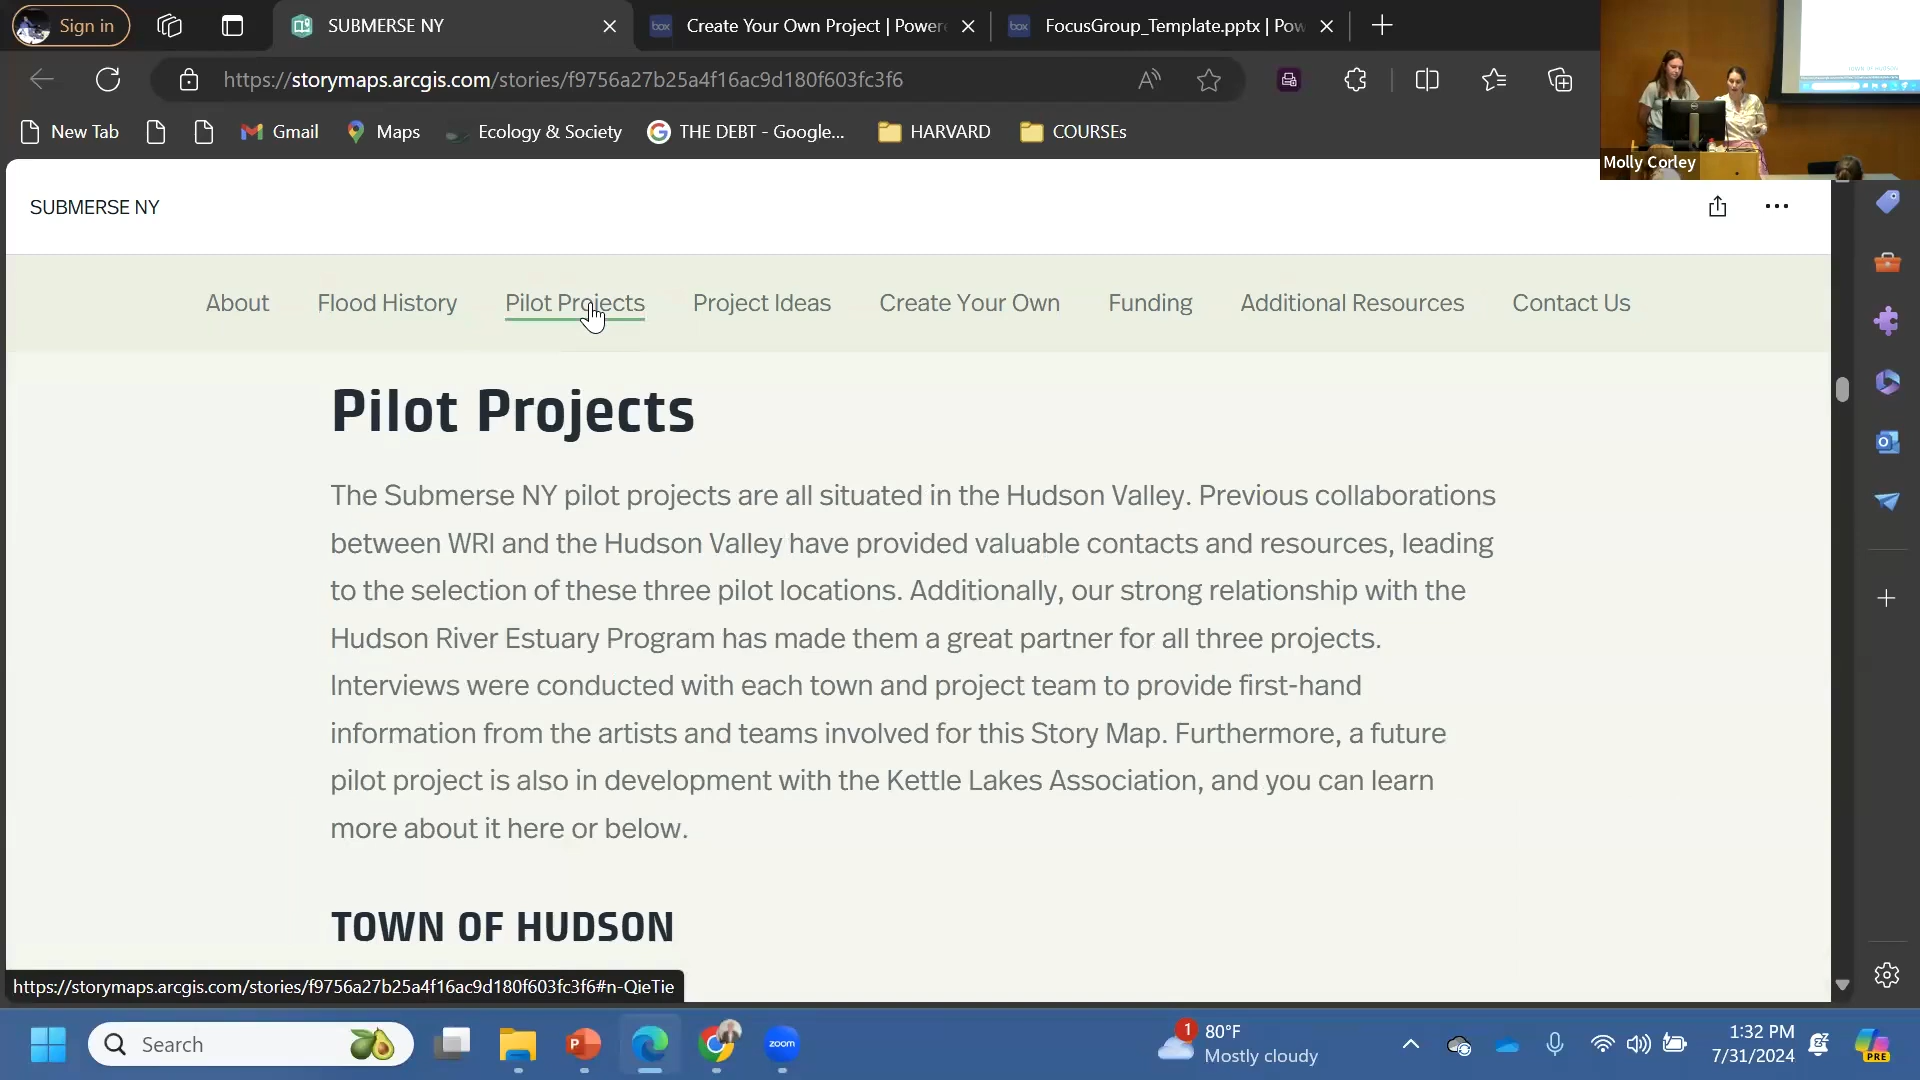 Sign in
SUBMERSE NY
Create Your Own Project | Power
FocusGroup_Template.pptx | Pow
https://storymaps.arcgis.com/stories/f9756a27b25a4f16ac9d180f603fc3f6
New Tab
Gmail
Maps
Ecology & Society
THE DEBT - Google...
HARVARD
COURSEs
Molly Corley
SUBMERSE NY
About
Flood History
Pilot Projects
Project Ideas
Create Your Own
Funding
Additional Resources
Contact Us
Pilot Projects
The Submerse NY pilot projects are all situated in the Hudson Valley. Previous collaborations
between WRI and the Hudson Valley have provided valuable contacts and resources, leading
to the selection of these three pilot locations. Additionally, our strong relationship with the
Hudson River Estuary Program has made them a great partner for all three projects.
Interviews were conducted with each town and project team to provide first-hand
information from the artists and teams involved for this Story Map. Furthermore, a future
pilot project is also in development with the Kettle Lakes Association, and you can learn
more about it here or below.
TOWN OF HUDSON
https://storymaps.arcgis.com/stories/f9756a27b25a4f16ac9d180f603fc3f6#n-QieTie
Search
zoom
1
80°F
Mostly cloudy
1:32 PM
7/31/2024
PRE